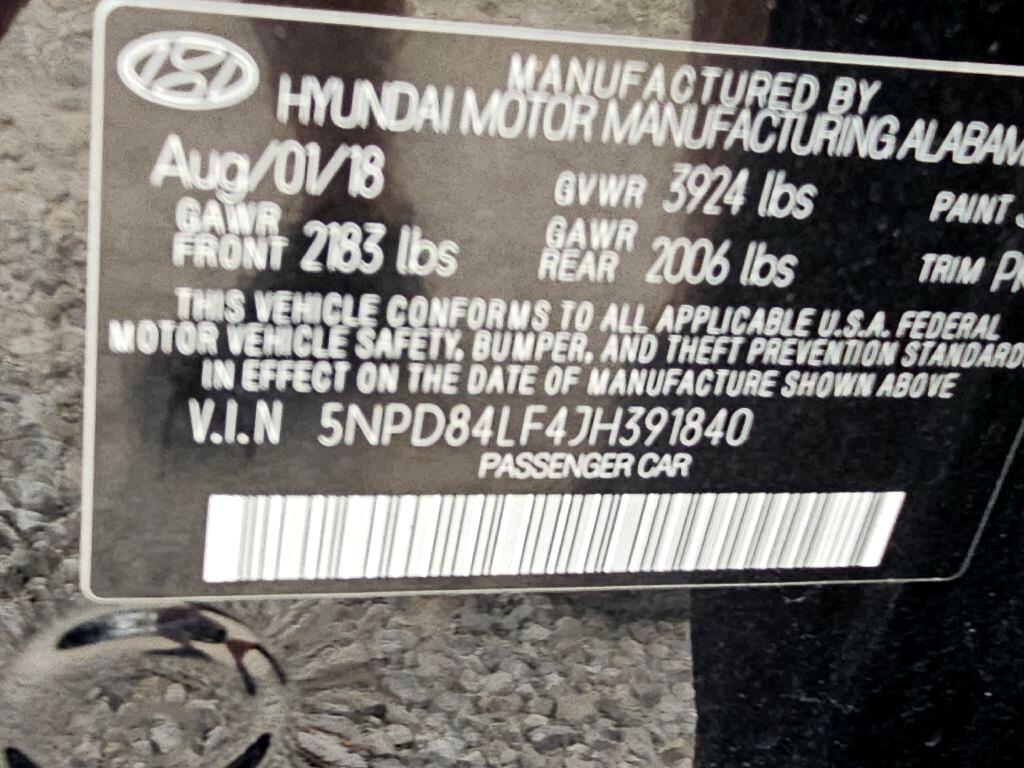 MANUFACTURED BY
HYUNDAI MOTOR MANUFACTURING ALABAM
Aug/01/18 GVWR 3924 lbs PAINT
GAWR FRONT 2183 lbs GAWR REAR 2006 lbs TRIM
THIS VEHICLE CONFORMS TO ALL APPLICABLE U.S.A. FEDERAL
MOTOR VEHICLE SAFETY, BUMPER, AND THEFT PREVENTION STANDARD
IN EFFECT ON THE DATE OF MANUFACTURE SHOWN ABOVE
V.I.N 5NPD84LF4JH391840
PASSENGER CAR